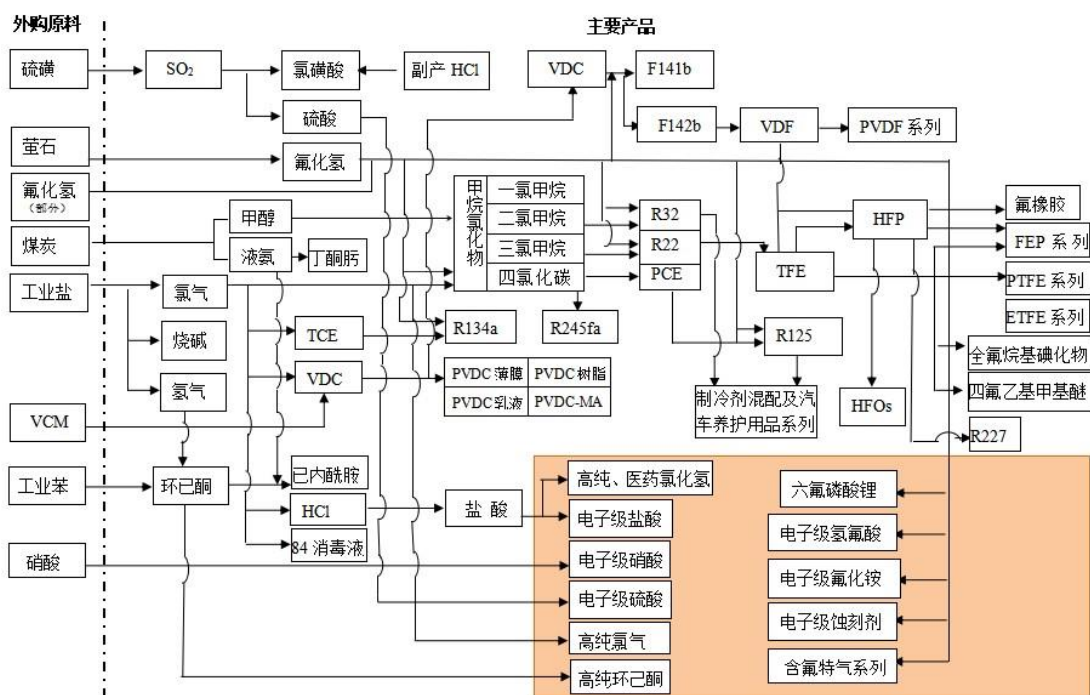 外购原料
主要产品
硫磺
SO₂
氯磺酸
副产 HCl
VDC
F141b
硫酸
F142b
VDF
PVDF 系列
萤石
氟化氢
氟化氢
（部分）
甲醇
甲烷氯化物
一氯甲烷
二氯甲烷
三氯甲烷
四氯化碳
R32
R22
PCE
HFP
氟橡胶
FEP 系列
煤炭
液氨
丁酮肟
TFE
PTFE 系列
ETFE 系列
工业盐
氯气
R134a
R245fa
R125
烧碱
TCE
全氟烷基碘化物
氢气
VDC
PVDC 薄膜
PVDC 树脂
PVDC 乳液
PVDC-MA
制冷剂混配及汽
车养护用品系列
HFOs
四氟乙基甲基醚
VCM
R227
工业苯
环己酮
己内酰胺
高纯、医药氯化氢
六氟磷酸锂
HCl
盐 酸
电子级盐酸
电子级氢氟酸
84 消毒液
硝酸
电子级硝酸
电子级氟化铵
电子级硫酸
电子级蚀刻剂
高纯氯气
含氟特气系列
高纯环己酮